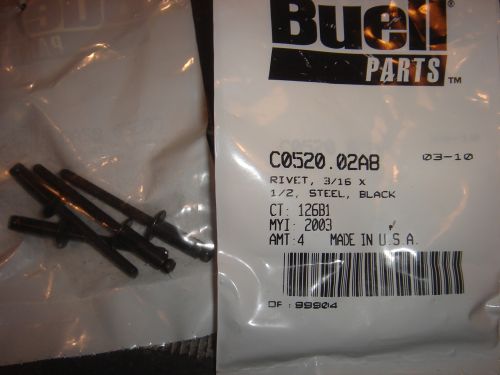 Buell
PARTS
TM
C0520.02AB 03-10
RIVET, 3/16 X
1/2, STEEL, BLACK
CT: 126B1
MYI: 2003
AMT:4 MADE IN U.S.A.
DF:99904